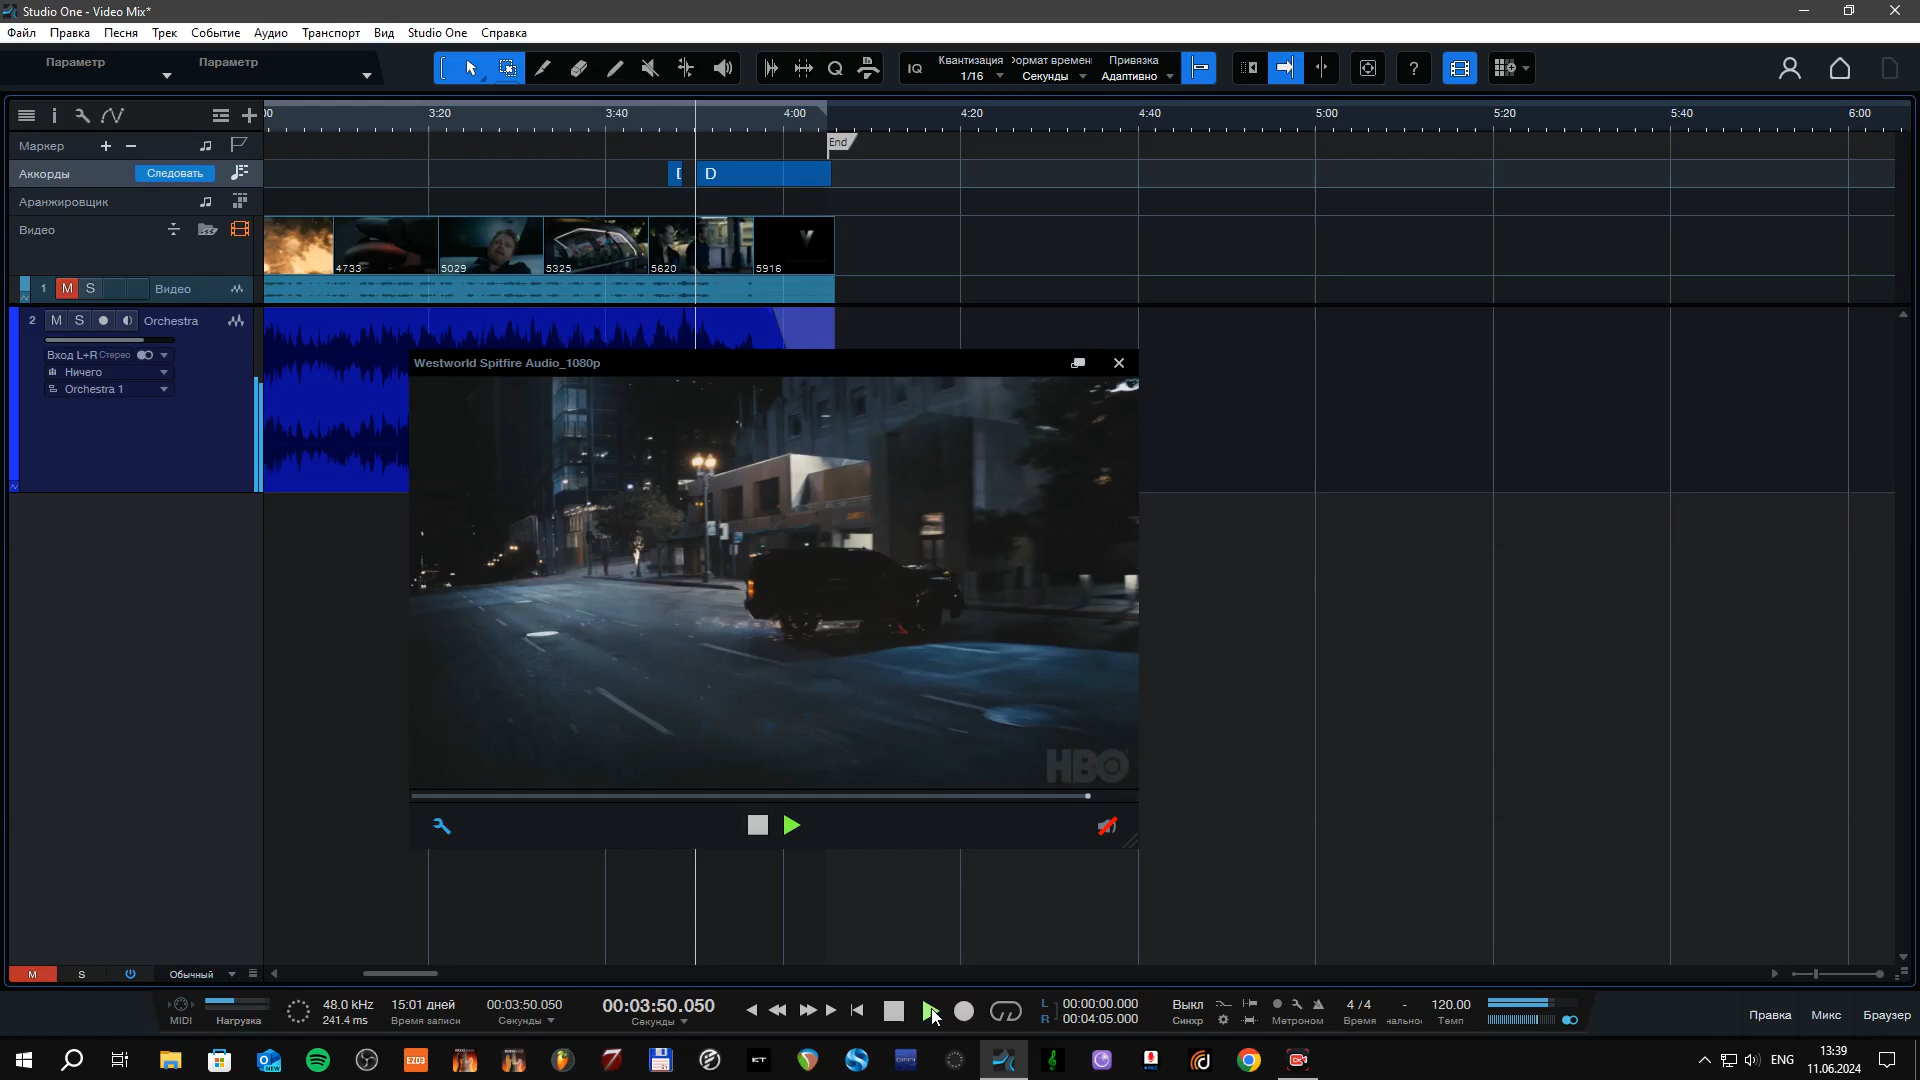 Studio One - Video Mix*
Файл Правка Песня Трек Событие Аудио Транспорт Вид Studio One Справка
Параметр Параметр
IQ Квантизация 1/16 Секунды Привязка Адаптивно ?
3:20 3:40 4:00 4:20 4:40 5:00 5:20 5:40 6:00
Маркер + − End
Аккорды Следовать D
Аранжировщик
Видео
4733 5029 5325 5620 5916
1 M S Видео
2 M S Orchestra
Вход L+R Стерео
Ничего
Orchestra 1
Westworld Spitfire Audio_1080p
HBO
M S Обычный
48.0 kHz 15:01 дней 00:03:50.050 00:03:50.050 L 00:00:00.000 Выкл 4 / 4 - 120.00
MIDI Нагрузка 241.4 ms Время записи Секунды Секунды R 00:04:05.000 Синхр Метроном Время Темп
Правка Микс Браузер
NEW EZD3 KT REC ENG 13:39
11.06.2024